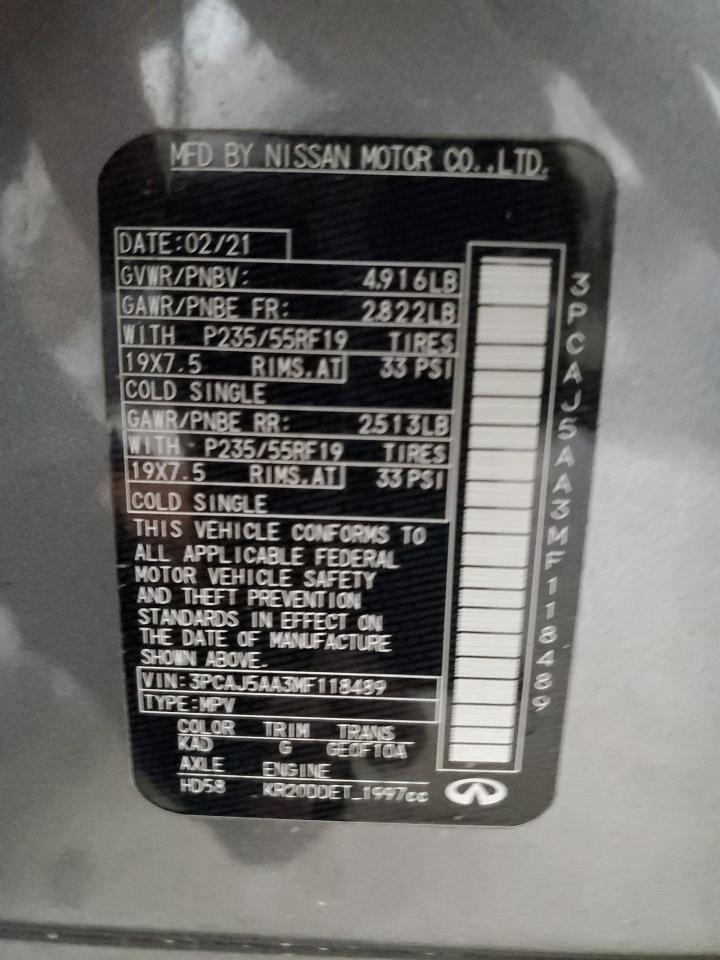 MFD BY NISSAN MOTOR CO.,LTD.
DATE:02/21
GVWR/PNBV: 4,916LB
GAWR/PNBE FR: 2822LB
WITH P235/55RF19 TIRES
19X7.5 RIMS.AT 33 PSI
COLD SINGLE
GAWR/PNBE RR: 2513LB
WITH P235/55RF19 TIRES
19X7.5 RIMS.AT 33 PSI
COLD SINGLE
THIS VEHICLE CONFORMS TO
ALL APPLICABLE FEDERAL
MOTOR VEHICLE SAFETY
AND THEFT PREVENTION
STANDARDS IN EFFECT ON
THE DATE OF MANUFACTURE
SHOWN ABOVE.
VIN:3PCAJ5AA3MF118489
TYPE:MPV
COLOR TRIM TRANS
KAD G GE0F10A
AXLE ENGINE
HD58 KR20DDET_1997cc
3PCAJ5AA3MF118489